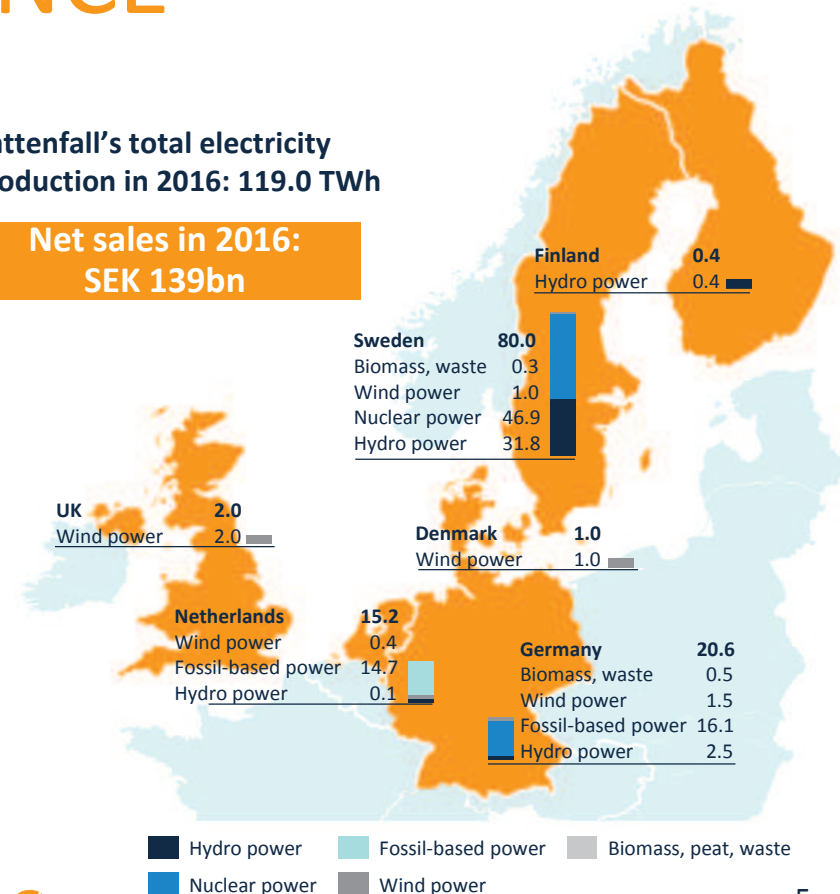 NCE
attenfall's total electricity
oduction in 2016: 119.0 TWh
Net sales in 2016:
SEK 139bn
Finland 0.4
Hydro power 0.4
Sweden 80.0
Biomass, waste 0.3
Wind power 1.0
Nuclear power 46.9
Hydro power 31.8
UK 2.0
Wind power 2.0
Denmark 1.0
Wind power 1.0
Netherlands 15.2
Wind power 0.4
Fossil-based power 14.7
Hydro power 0.1
Germany 20.6
Biomass, waste 0.5
Wind power 1.5
Fossil-based power 16.1
Hydro power 2.5
Hydro power Fossil-based power Biomass, peat, waste
Nuclear power Wind power